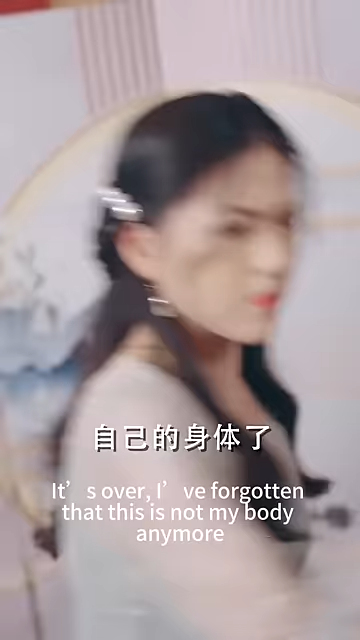 自己的身体了
It’s over, I’ve forgotten
that this is not my body
anymore